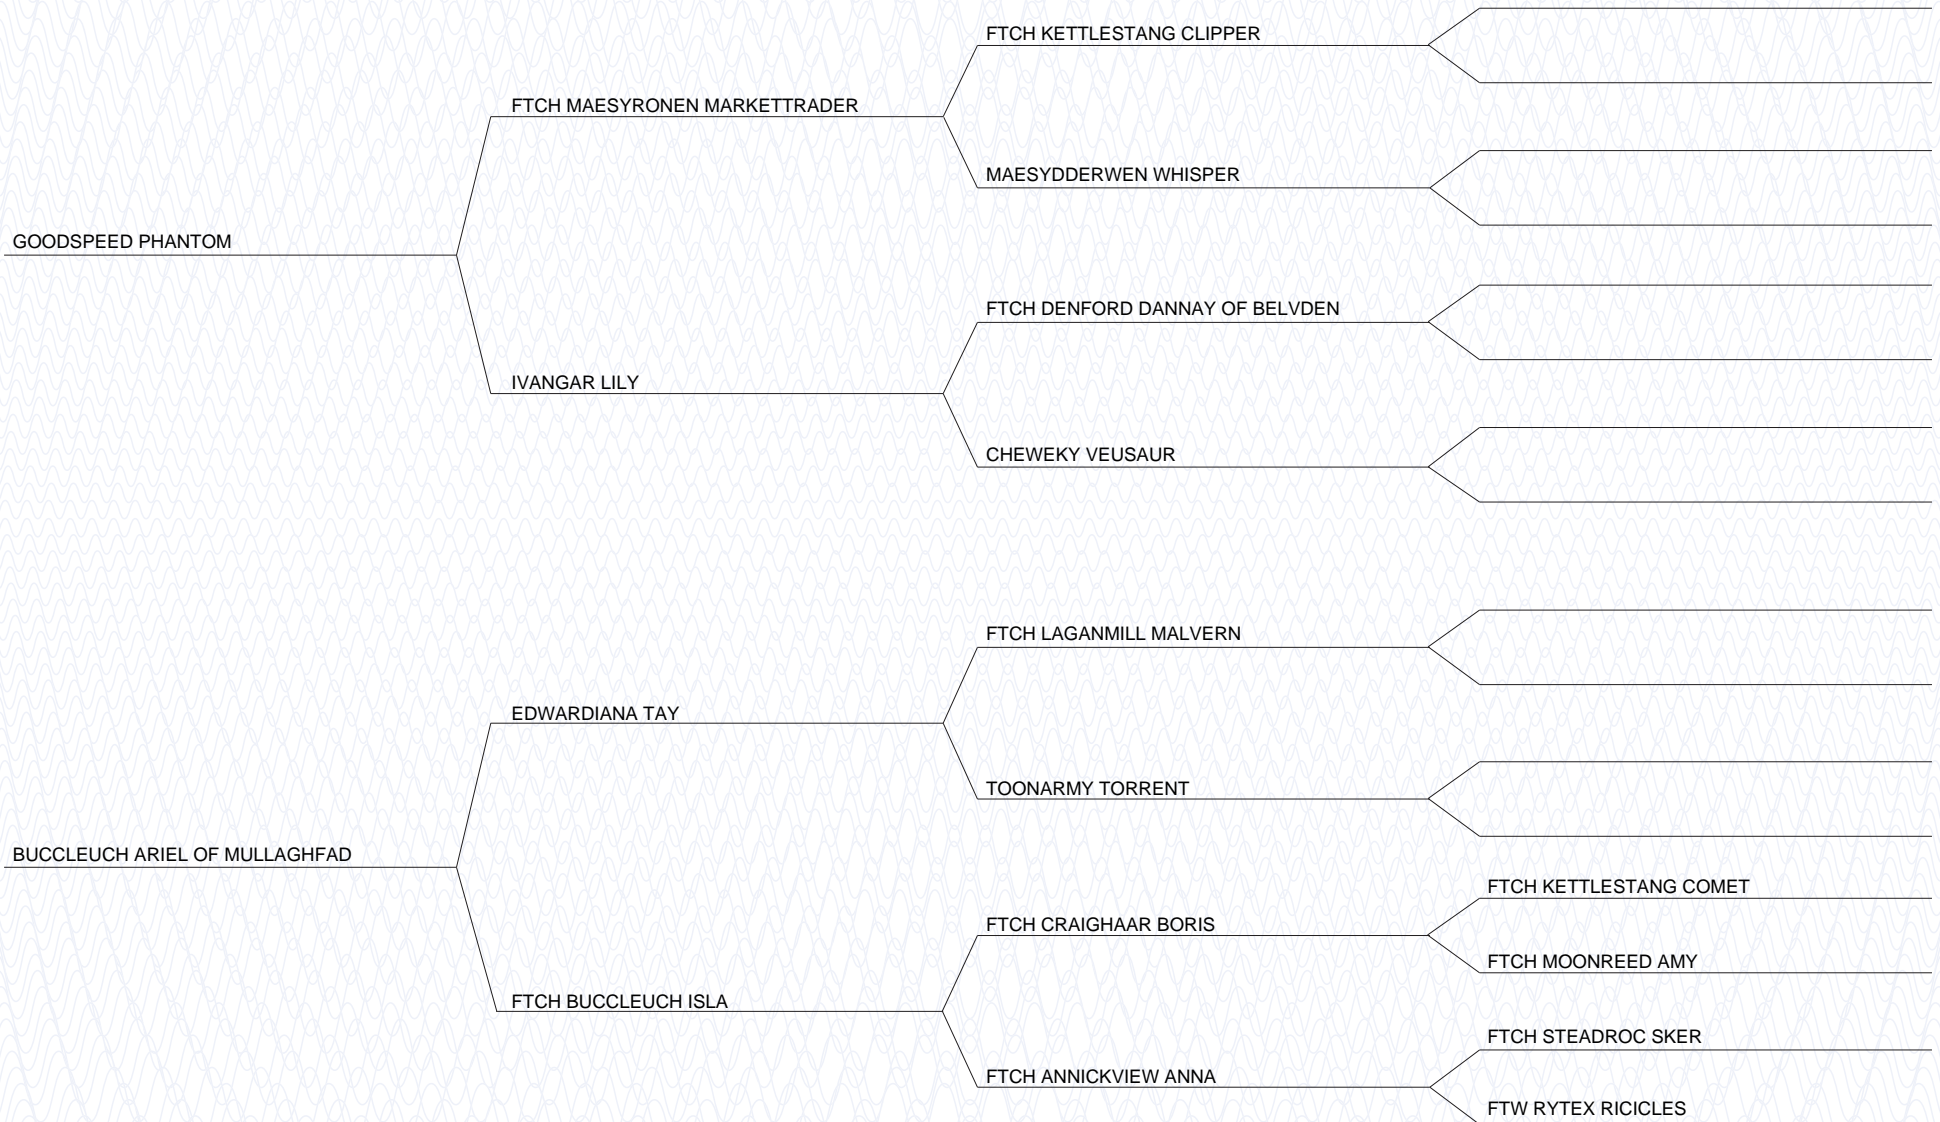 FTCH KETTLESTANG CLIPPER
FTCH MAESYRONEN MARKETTRADER
MAESYDDERWEN WHISPER
GOODSPEED PHANTOM
FTCH DENFORD DANNAY OF BELVDEN
IVANGAR LILY
CHEWEKY VEUSAUR
FTCH LAGANMILL MALVERN
EDWARDIANA TAY
TOONARMY TORRENT
BUCCLEUCH ARIEL OF MULLAGHFAD
FTCH KETTLESTANG COMET
FTCH CRAIGHAAR BORIS
FTCH MOONREED AMY
FTCH BUCCLEUCH ISLA
FTCH STEADROC SKER
FTCH ANNICKVIEW ANNA
FTW RYTEX RICICLES